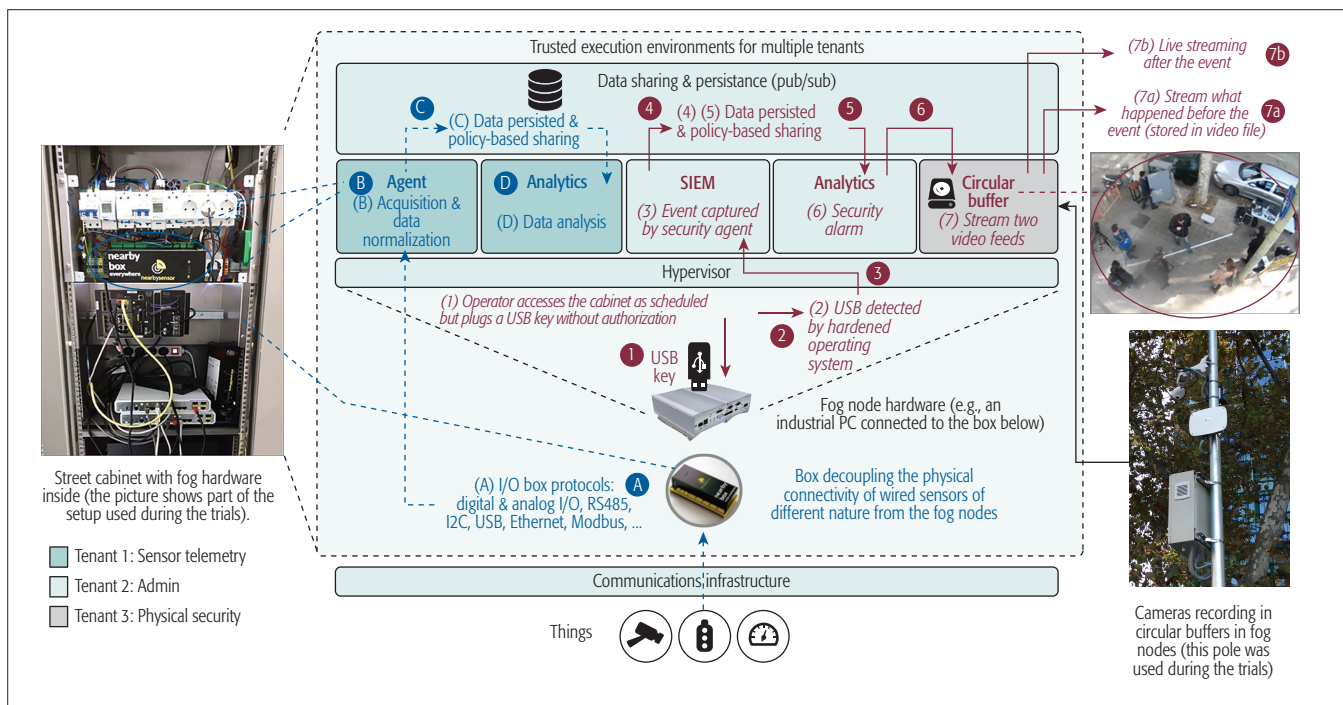 Trusted execution environments for multiple tenants
Data sharing & persistance (pub/sub)
C
(C) Data persisted &
policy-based sharing
4
(4) (5) Data persisted
& policy-based sharing
5
6
(7b) Live streaming
after the event
7b
(7a) Stream what
happened before the
event (stored in video file)
7a
B
Agent
(B) Acquisition &
data
normalization
D
Analytics
(D) Data analysis
SIEM
(3) Event captured
by security agent
Analytics
(6) Security
alarm
Circular
buffer
(7) Stream two
video feeds
Hypervisor
3
nearby
box
everywhere
nearbysensor
(1) Operator accesses the cabinet as scheduled
but plugs a USB key without authorization
(2) USB detected
by hardened
operating
system
2
1
USB
key
Fog node hardware (e.g., an
industrial PC connected to the box below)
nearby
box
(A) I/O box protocols:
digital & analog I/O, RS485,
I2C, USB, Ethernet, Modbus, ...
A
Box decoupling the physical
connectivity of wired sensors of
different nature from the fog nodes
Street cabinet with fog hardware
inside (the picture shows part of the
setup used during the trials).
Tenant 1: Sensor telemetry
Tenant 2: Admin
Tenant 3: Physical security
Communications infrastructure
Things
Cameras recording in
circular buffers in fog
nodes (this pole was
used during the trials)